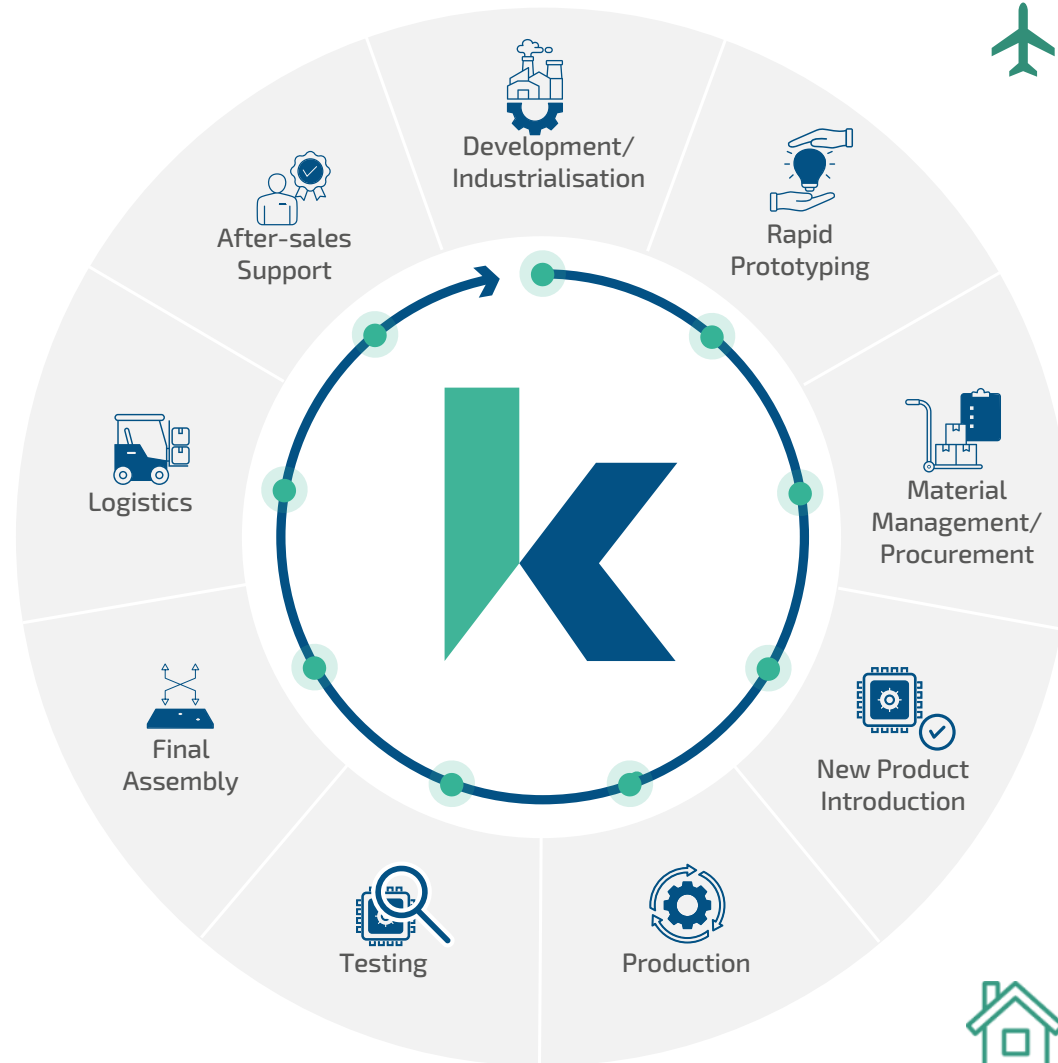 Development/
Industrialisation
Rapid
Prototyping
Material
Management/
Procurement
New Product
Introduction
Production
Testing
Final
Assembly
Logistics
After-sales
Support